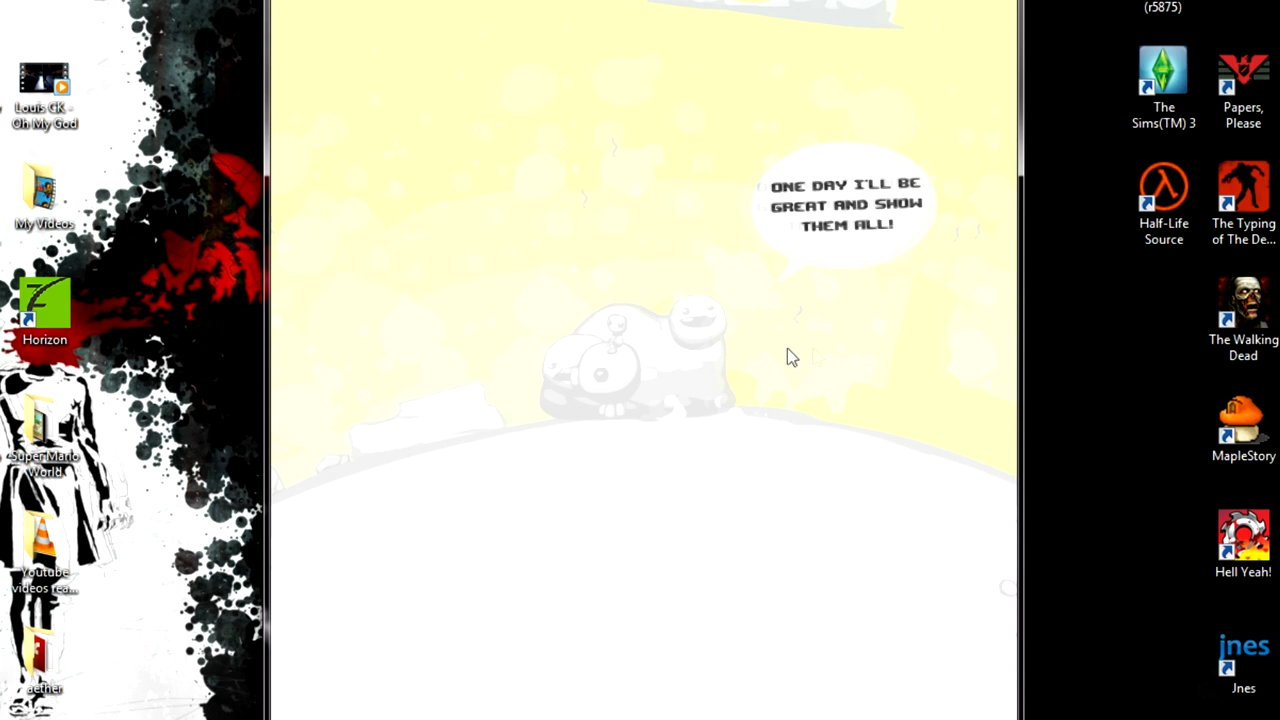 Louis CK -
Oh My God
My Videos
Horizon
Super Mario
World
Youtube
videos rea...
aether
ONE DAY I'LL BE
GREAT AND SHOW
THEM ALL!
(r5875)
The
Sims(TM) 3
Papers,
Please
Half-Life
Source
The Typing
of The De...
The Walking
Dead
MapleStory
Hell Yeah!
jnes
Jnes